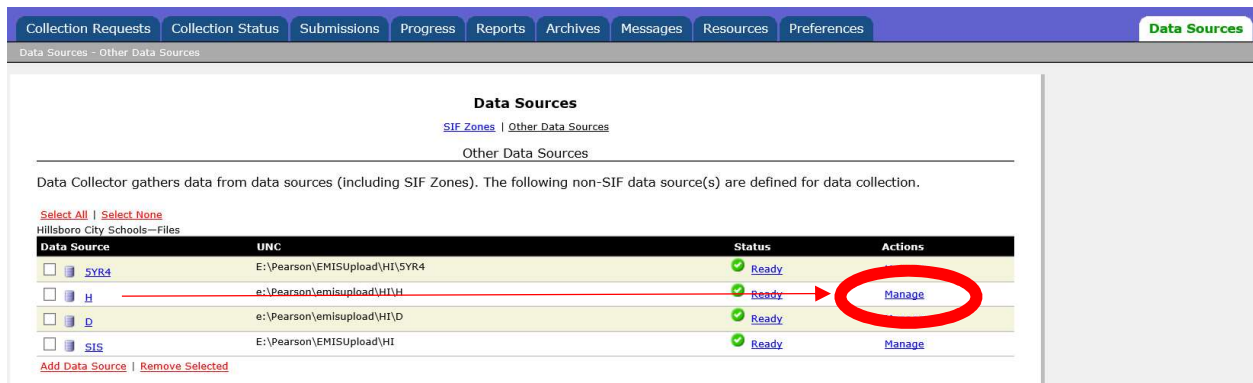 Collection Requests Collection Status Submissions Progress Reports Archives Messages Resources Preferences Data Sources
Data Sources - Other Data Sources
Data Sources
SIF Zones | Other Data Sources
Other Data Sources
Data Collector gathers data from data sources (including SIF Zones). The following non-SIF data source(s) are defined for data collection.
Select All | Select None
Hillsboro City Schools—Files
Data Source UNC Status Actions
5YR4 E:\Pearson\EMISUpload\HI\5YR4 Ready
H e:\Pearson\emisupload\HI\H Ready Manage
D e:\Pearson\emisupload\HI\D Ready
SIS E:\Pearson\EMISUpload\HI Ready Manage
Add Data Source | Remove Selected